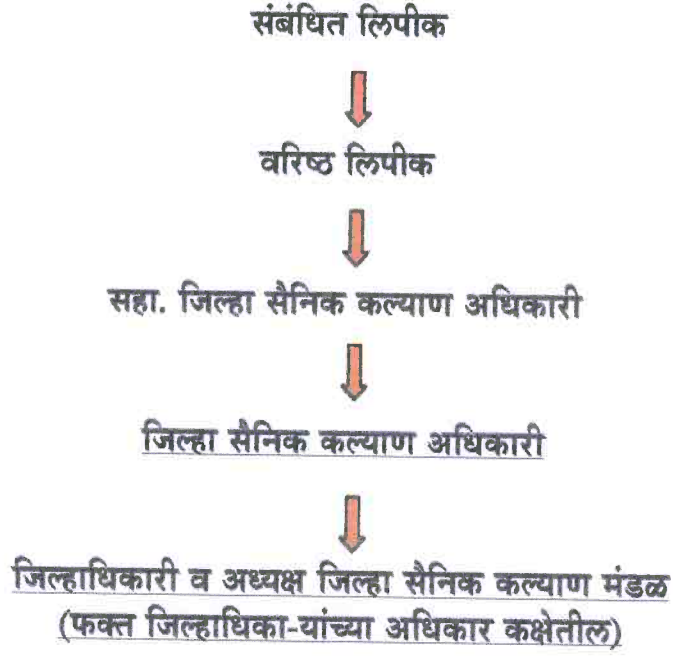 संबंधित लिपीक
वरिष्ठ लिपीक
सहा. जिल्हा सैनिक कल्याण अधिकारी
जिल्हा सैनिक कल्याण अधिकारी
जिल्हाधिकारी व अध्यक्ष जिल्हा सैनिक कल्याण मंडळ
(फक्त जिल्हाधिका-यांच्या अधिकार कक्षेतील)